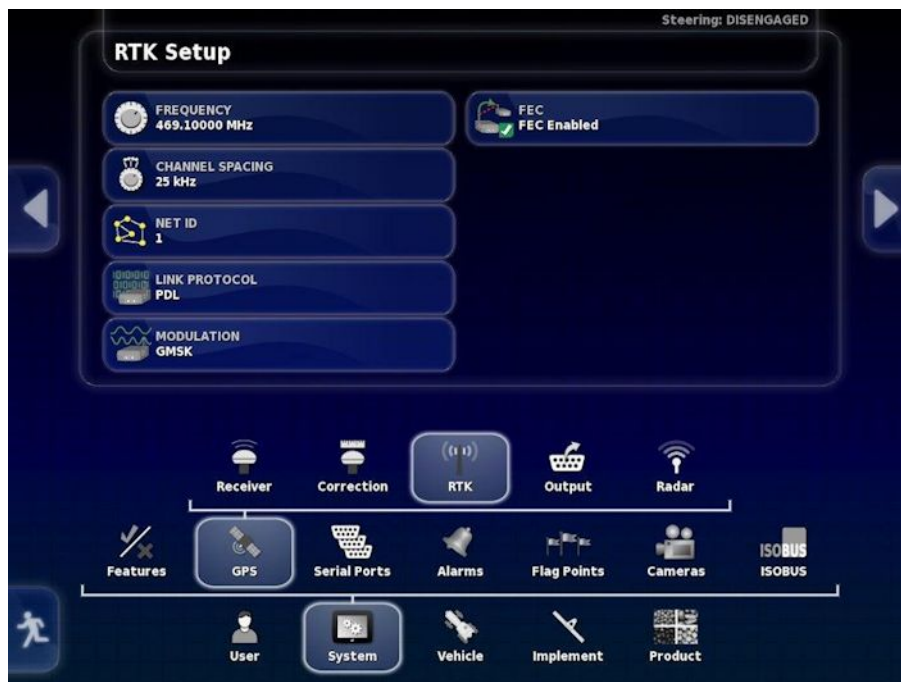 Steering: DISENGAGED
RTK Setup
FREQUENCY
469.10000 MHz
FEC
FEC Enabled
CHANNEL SPACING
25 kHz
NET ID
1
LINK PROTOCOL
PDL
MODULATION
GMSK
Receiver
Correction
RTK
Output
Radar
Features
GPS
Serial Ports
Alarms
Flag Points
Cameras
ISOBUS
ISOBUS
User
System
Vehicle
Implement
Product